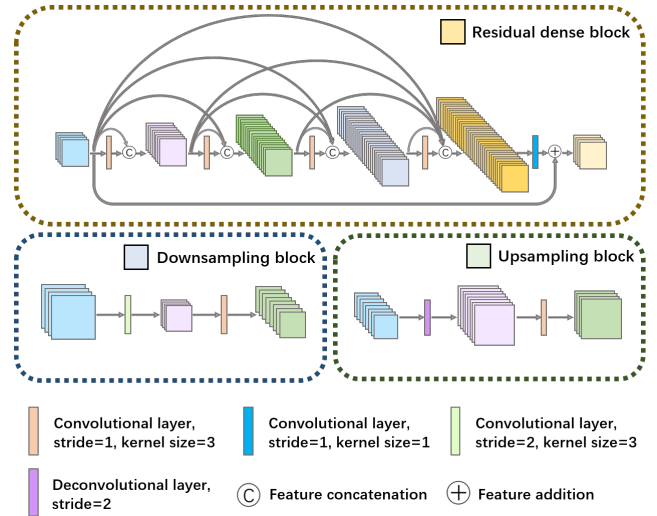 Residual dense block
C
C
C
C
+
Downsampling block
Upsampling block
Convolutional layer,
stride=1, kernel size=3
Convolutional layer,
stride=1, kernel size=1
Convolutional layer,
stride=2, kernel size=3
Deconvolutional layer,
stride=2
C Feature concatenation
+ Feature addition